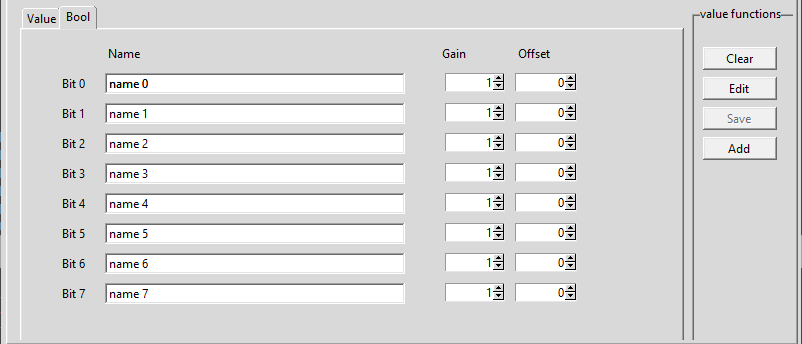 Value Bool value functions
Name Gain Offset
Bit 0 name 0 1 0
Bit 1 name 1 1 0
Bit 2 name 2 1 0
Bit 3 name 3 1 0
Bit 4 name 4 1 0
Bit 5 name 5 1 0
Bit 6 name 6 1 0
Bit 7 name 7 1 0
Clear
Edit
Save
Add